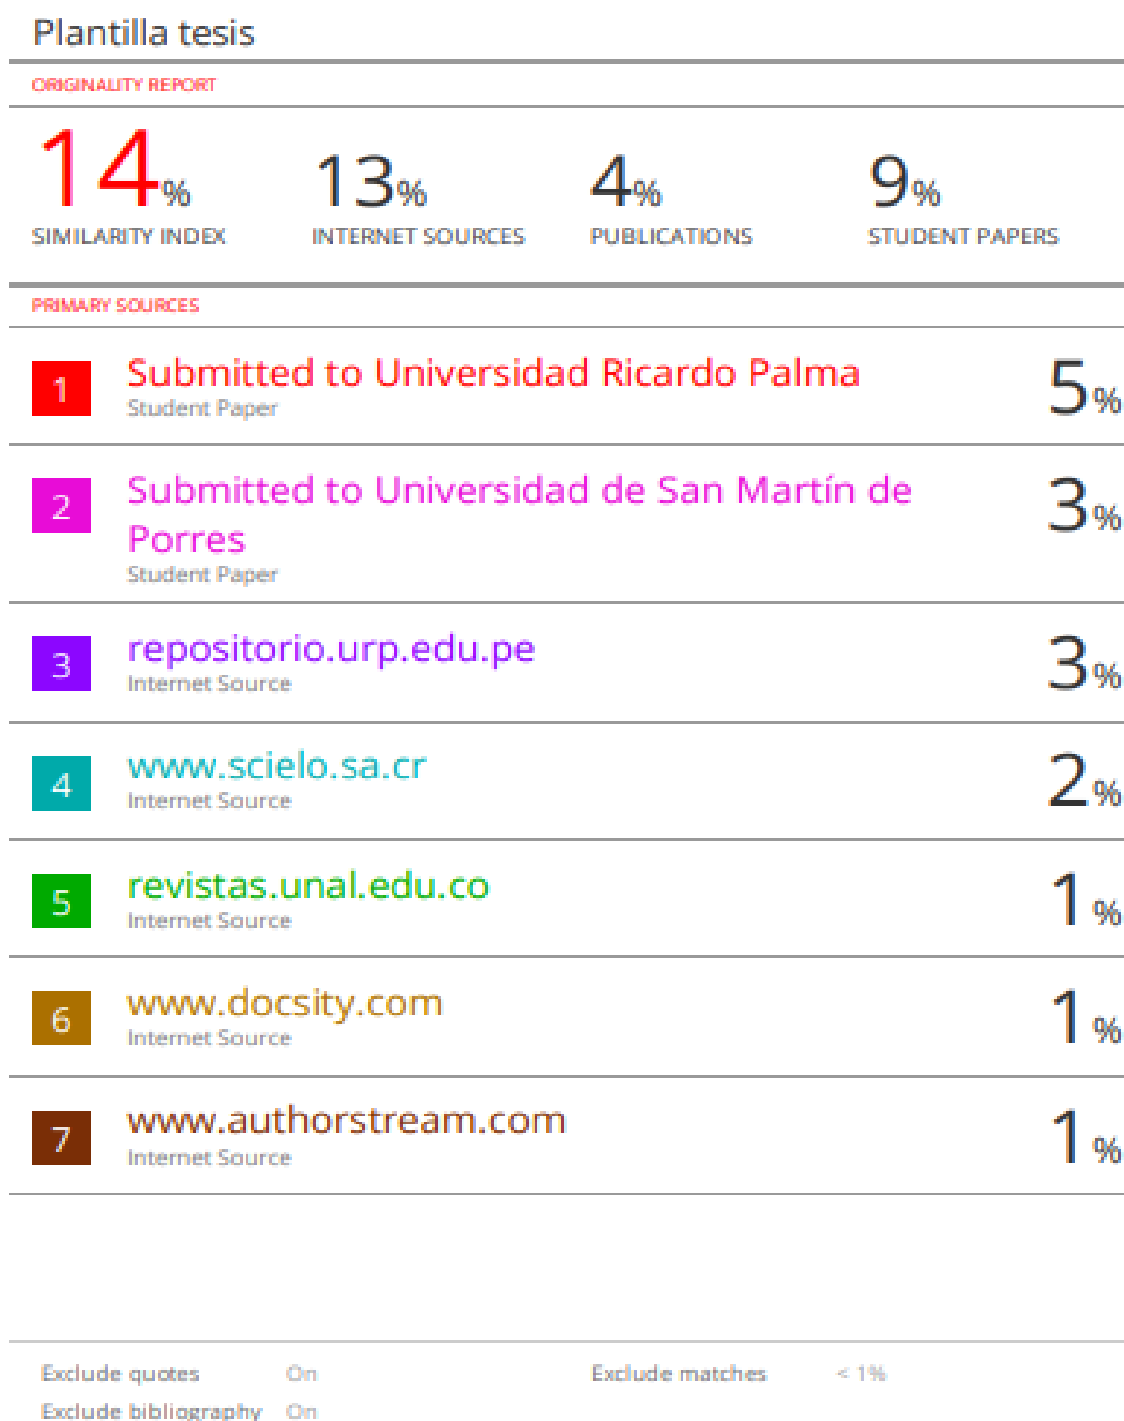 Plantilla tesis
ORIGINALITY REPORT
14% 13% 4% 9%
SIMILARITY INDEX INTERNET SOURCES PUBLICATIONS STUDENT PAPERS
PRIMARY SOURCES
1 Submitted to Universidad Ricardo Palma 5%
Student Paper
2 Submitted to Universidad de San Martín de 3%
Porres
Student Paper
3 repositorio.urp.edu.pe 3%
Internet Source
4 www.scielo.sa.cr 2%
Internet Source
5 revistas.unal.edu.co 1%
Internet Source
6 www.docsity.com 1%
Internet Source
7 www.authorstream.com 1%
Internet Source
Exclude quotes On Exclude matches < 1%
Exclude bibliography On